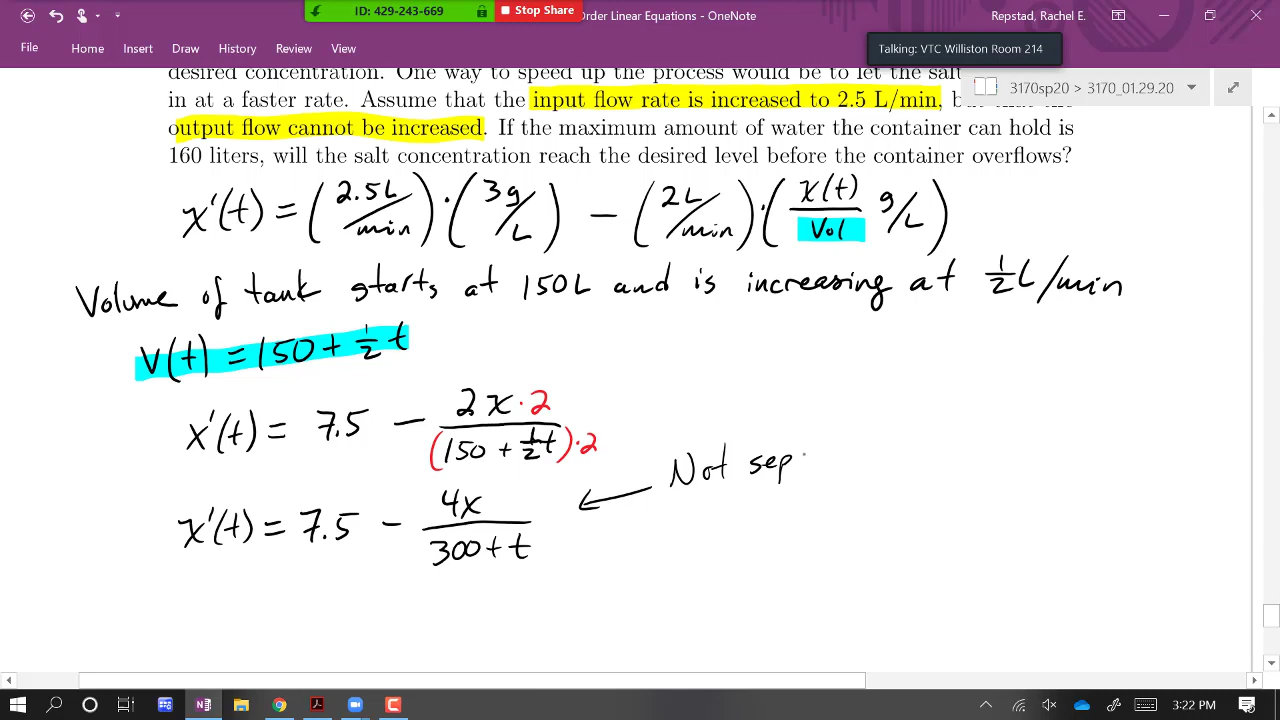 ID: 429-243-669
Stop Share
Order Linear Equations - OneNote
Repstad, Rachel E.
File
Home
Insert
Draw
History
Review
View
Talking: VTC Williston Room 214
3170sp20 > 3170_01.29.20
desired concentration. One way to speed up the process would be to let the salt
in at a faster rate. Assume that the input flow rate is increased to 2.5 L/min,
output flow cannot be increased. If the maximum amount of water the container can hold is
160 liters, will the salt concentration reach the desired level before the container overflows?
x'(t) = (2.5L/min) · (3g/L) − (2L/min) · (x(t)/Vol g/L)
Volume of tank starts at 150L and is increasing at 1/2 L/min
V(t) = 150 + 1/2 t
x'(t) = 7.5 − 2x·2/(150 + 1/2 t)·2
x'(t) = 7.5 − 4x/300+t
Not sep
3:22 PM